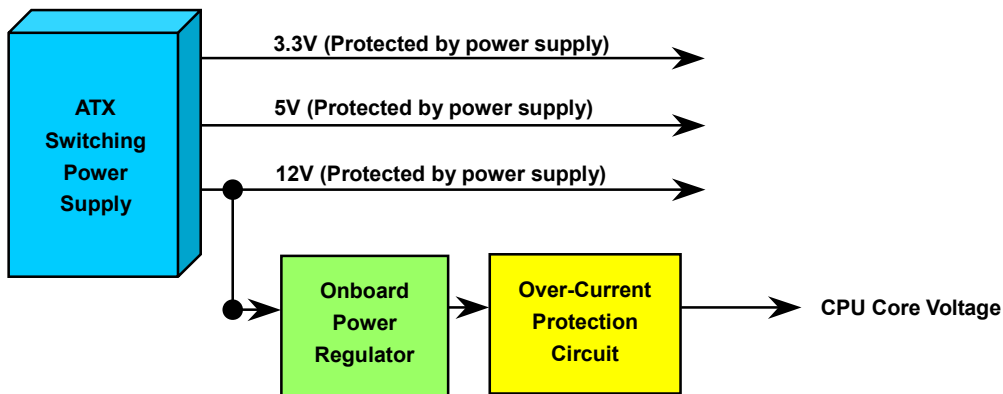 3.3V (Protected by power supply)
ATX
Switching
Power
Supply
5V (Protected by power supply)
12V (Protected by power supply)
Onboard
Power
Regulator
Over-Current
Protection
Circuit
CPU Core Voltage